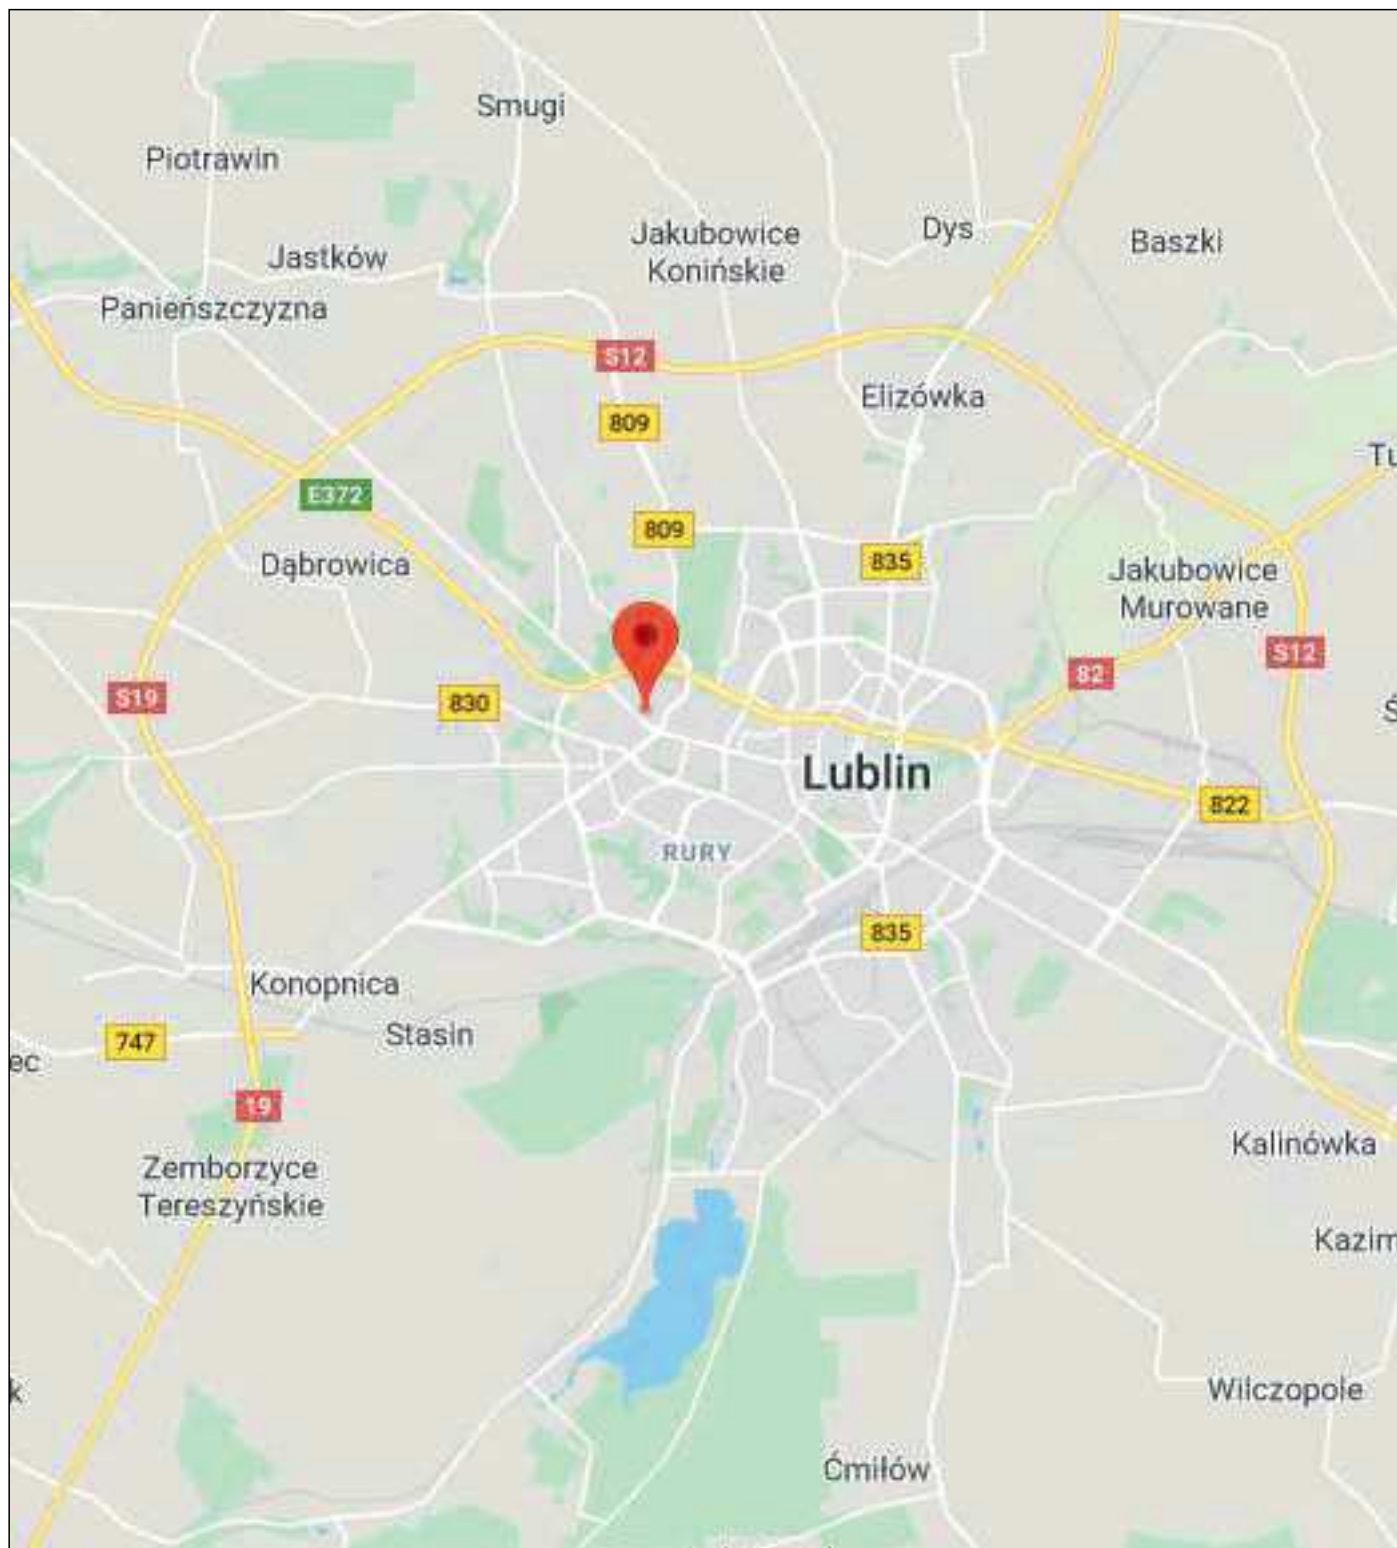 Smugi
Piotrawin
Jakubowice
Konińskie
Dys
Baszki
Jastków
Panieńszczyzna
S12
Elizówka
809
E372
809
835
Dąbrowica
Jakubowice
Murowane
S12
82
S19
830
Lublin
822
RURY
835
Konopnica
Stasin
747
19
Zemborzyce
Tereszyńskie
Kalinówka
Wilczopole
Ćmiłów